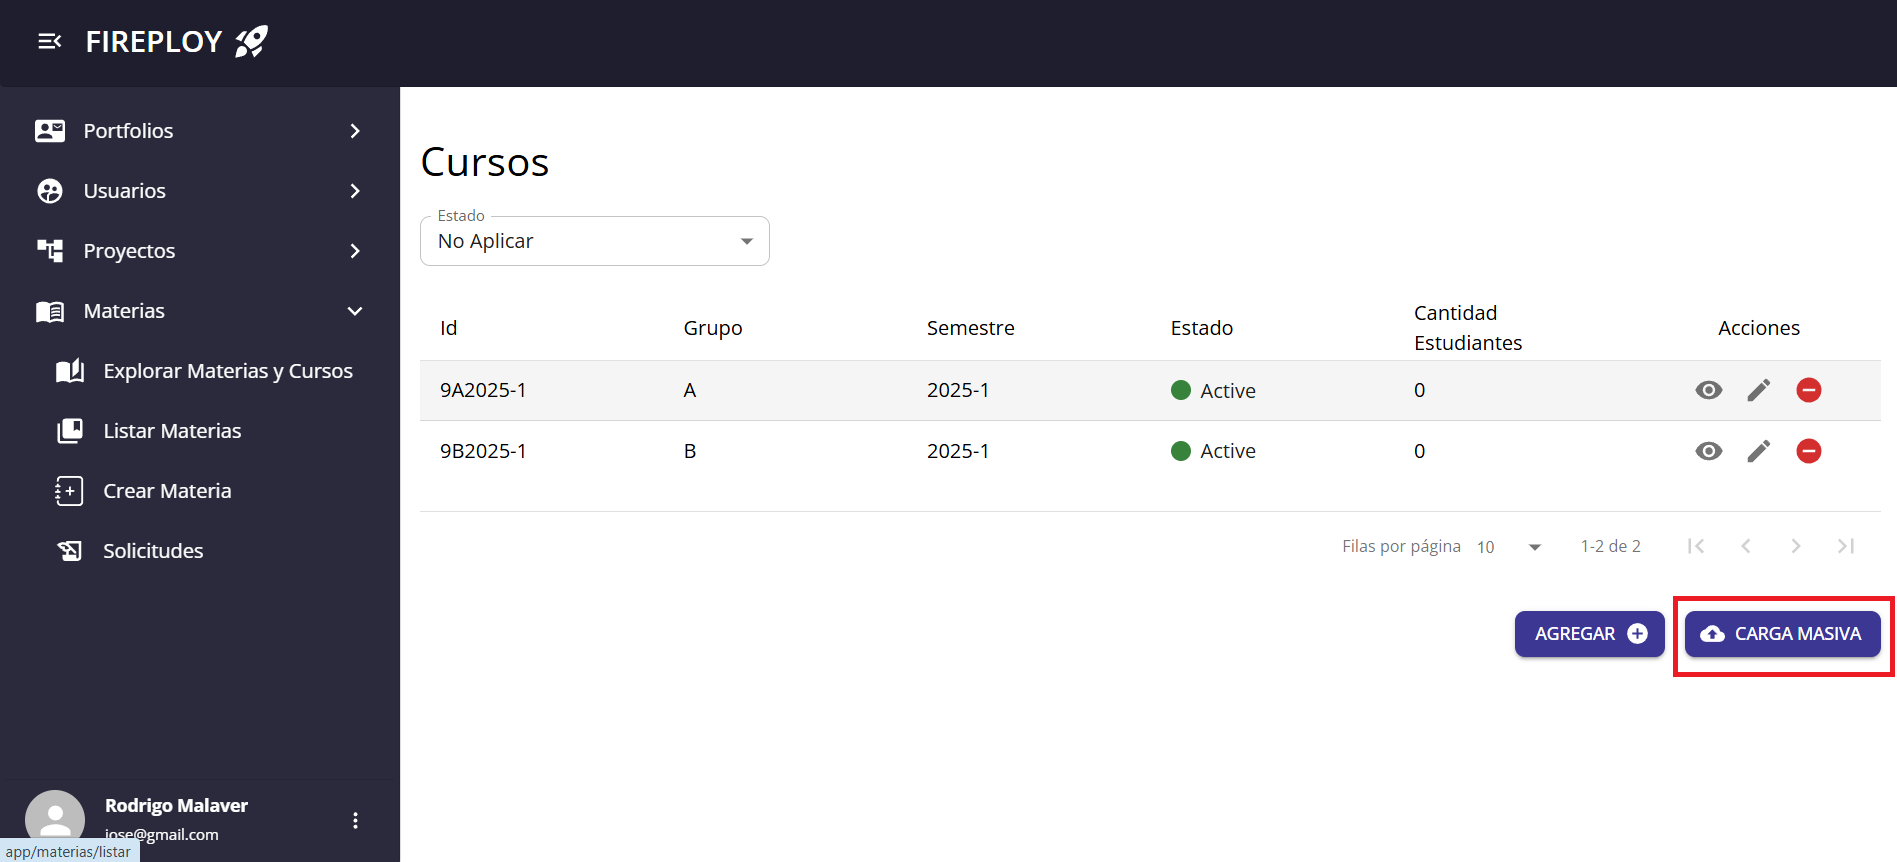 FIREPLOY
Portfolios
Usuarios
Proyectos
Materias
Explorar Materias y Cursos
Listar Materias
Crear Materia
Solicitudes
Rodrigo Malaver
jose@gmail.com
app/materias/listar
Cursos
Estado
No Aplicar
Id Grupo Semestre Estado Cantidad Estudiantes Acciones
9A2025-1 A 2025-1 Active 0
9B2025-1 B 2025-1 Active 0
Filas por página 10 1-2 de 2
AGREGAR CARGA MASIVA